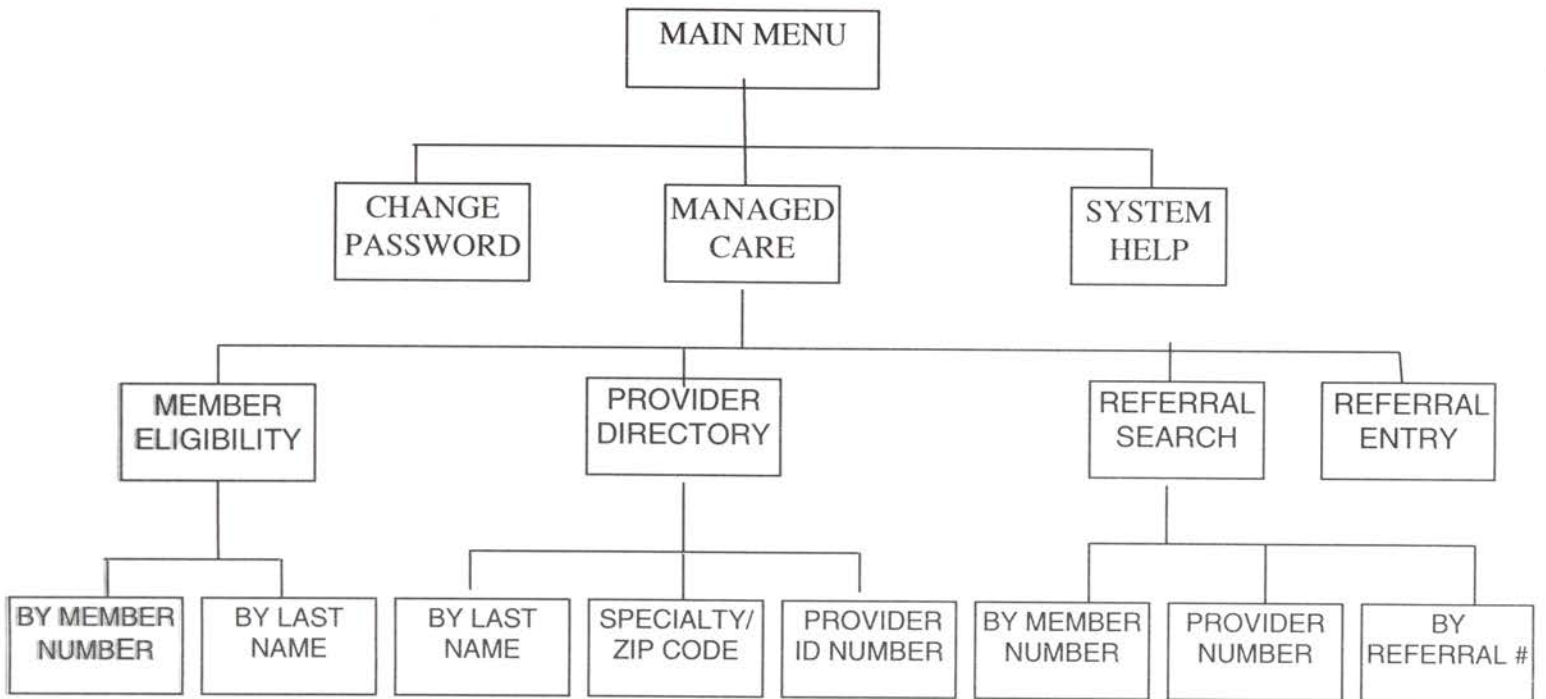 MAIN MENU
CHANGE
PASSWORD
MANAGED
CARE
SYSTEM
HELP
MEMBER
ELIGIBILITY
PROVIDER
DIRECTORY
REFERRAL
SEARCH
REFERRAL
ENTRY
BY MEMBER
NUMBER
BY LAST
NAME
BY LAST
NAME
SPECIALTY/
ZIP CODE
PROVIDER
ID NUMBER
BY MEMBER
NUMBER
PROVIDER
NUMBER
BY
REFERRAL #